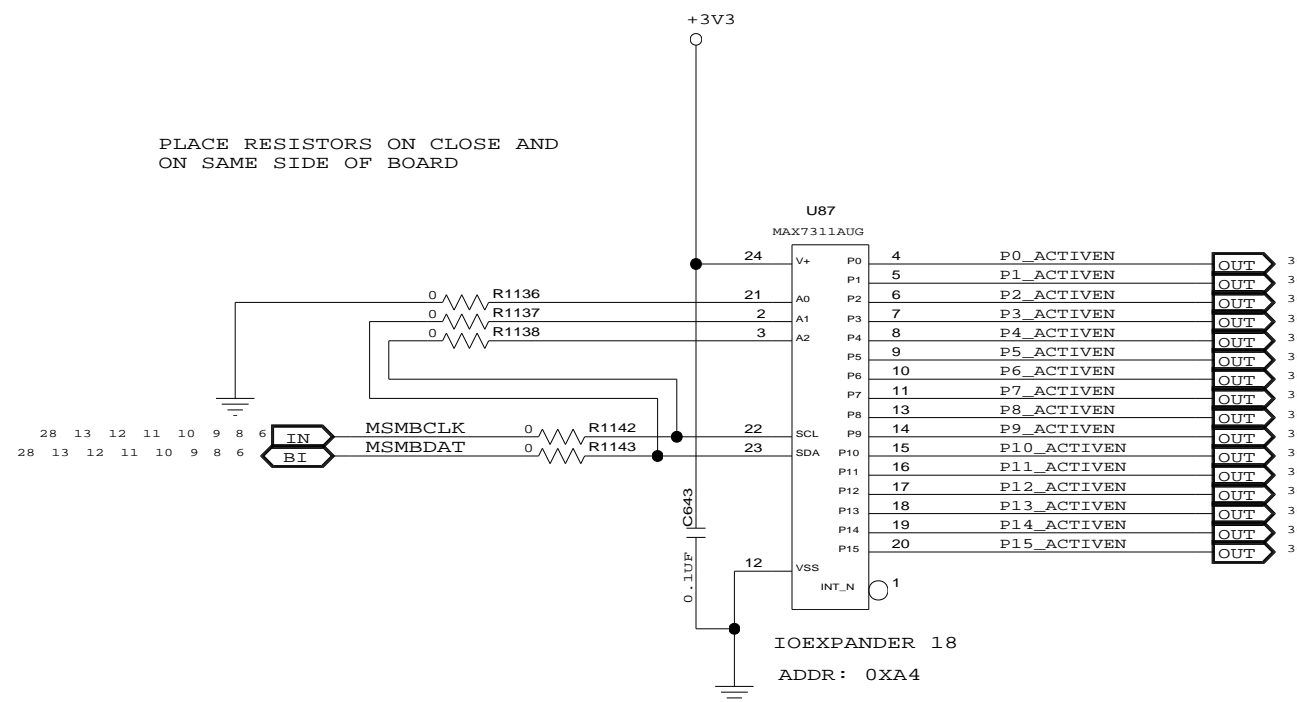 +3V3
PLACE RESISTORS ON CLOSE AND
ON SAME SIDE OF BOARD
U87
MAX7311AUG
24 V+ P0 4 P0_ACTIVEN OUT 3
P1 5 P1_ACTIVEN OUT 3
0 R1136 21 A0 P2 6 P2_ACTIVEN OUT 3
0 R1137 2 A1 P3 7 P3_ACTIVEN OUT 3
0 R1138 3 A2 P4 8 P4_ACTIVEN OUT 3
P5 9 P5_ACTIVEN OUT 3
P6 10 P6_ACTIVEN OUT 3
P7 11 P7_ACTIVEN OUT 3
P8 13 P8_ACTIVEN OUT 3
28 13 12 11 10 9 8 6 IN MSMBCLK 0 R1142 22 SCL P9 14 P9_ACTIVEN OUT 3
28 13 12 11 10 9 8 6 BI MSMBDAT 0 R1143 23 SDA P10 15 P10_ACTIVEN OUT 3
P11 16 P11_ACTIVEN OUT 3
P12 17 P12_ACTIVEN OUT 3
C643 P13 18 P13_ACTIVEN OUT 3
P14 19 P14_ACTIVEN OUT 3
P15 20 P15_ACTIVEN OUT 3
0.1UF 12 VSS
INT_N 1
IOEXPANDER 18
ADDR: 0XA4